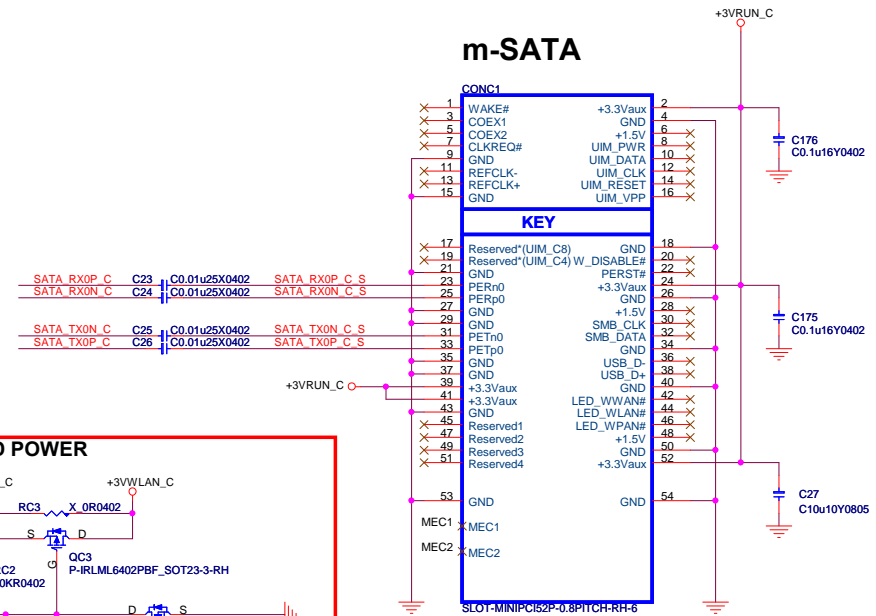 +3VRUN_C
m-SATA
CONC1
1 WAKE# +3.3Vaux 2
3 COEX1 GND 4
5 COEX2 +1.5V 6
7 CLKREQ# UIM_PWR 8
9 GND UIM_DATA 10
11 REFCLK- UIM_CLK 12
13 REFCLK+ UIM_RESET 14
15 GND UIM_VPP 16
C176
C0.1u16Y0402
KEY
17 Reserved*(UIM_C8) GND 18
19 Reserved*(UIM_C4) W_DISABLE# 20
21 GND PERST# 22
SATA_RX0P_C C23 C0.01u25X0402 SATA_RX0P_C_S 23 PERn0 +3.3Vaux 24
SATA_RX0N_C C24 C0.01u25X0402 SATA_RX0N_C_S 25 PERp0 GND 26
27 GND +1.5V 28
29 GND SMB_CLK 30
SATA_TX0N_C C25 C0.01u25X0402 SATA_TX0N_C_S 31 PETn0 SMB_DATA 32
SATA_TX0P_C C26 C0.01u25X0402 SATA_TX0P_C_S 33 PETp0 GND 34
35 GND USB_D- 36
37 GND USB_D+ 38
+3VRUN_C 39 +3.3Vaux GND 40
41 +3.3Vaux LED_WWAN# 42
43 GND LED_WLAN# 44
45 Reserved1 LED_WPAN# 46
47 Reserved2 +1.5V 48
49 Reserved3 GND 50
51 Reserved4 +3.3Vaux 52
C175
C0.1u16Y0402
53 GND GND 54
C27
C10u10Y0805
MEC1 MEC1
MEC2 MEC2
SLOT-MINIPCI52P-0.8PITCH-RH-6
POWER
_C +3VWLAN_C
RC3 X_0R0402
S D
G
QC3
P-IRLML6402PBF_SOT23-3-RH
C2
0KR0402
D S